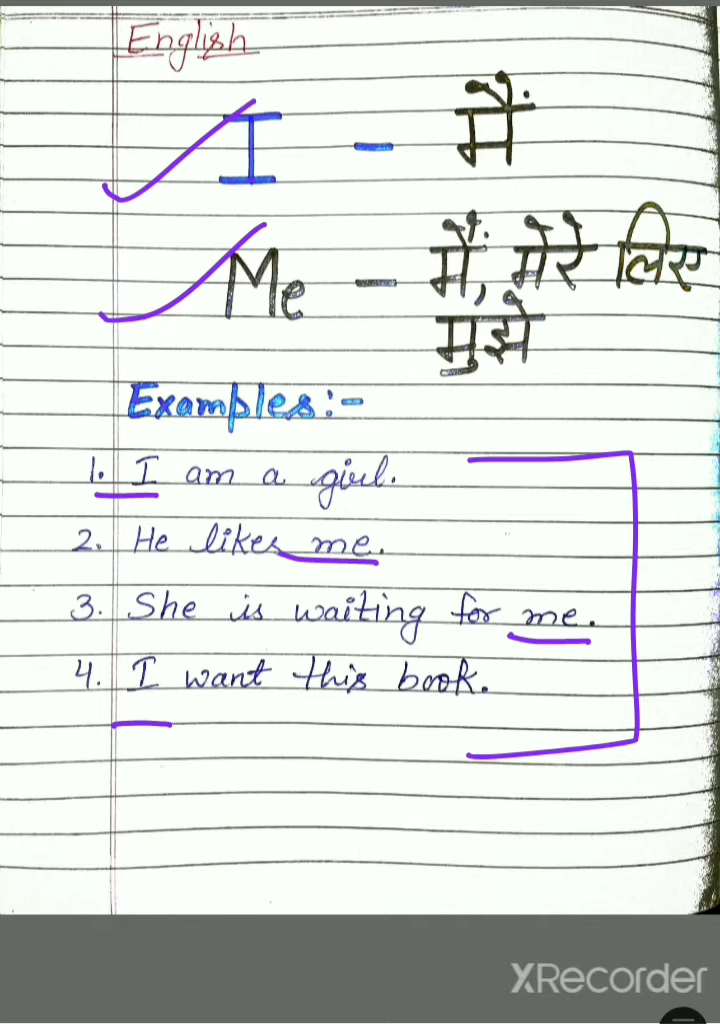 English
I - मैं
Me - मैं, मेरे लिए
मुझे
Examples:-
1. I am a girl.
2. He likes me.
3. She is waiting for me.
4. I want this book.
XRecorder